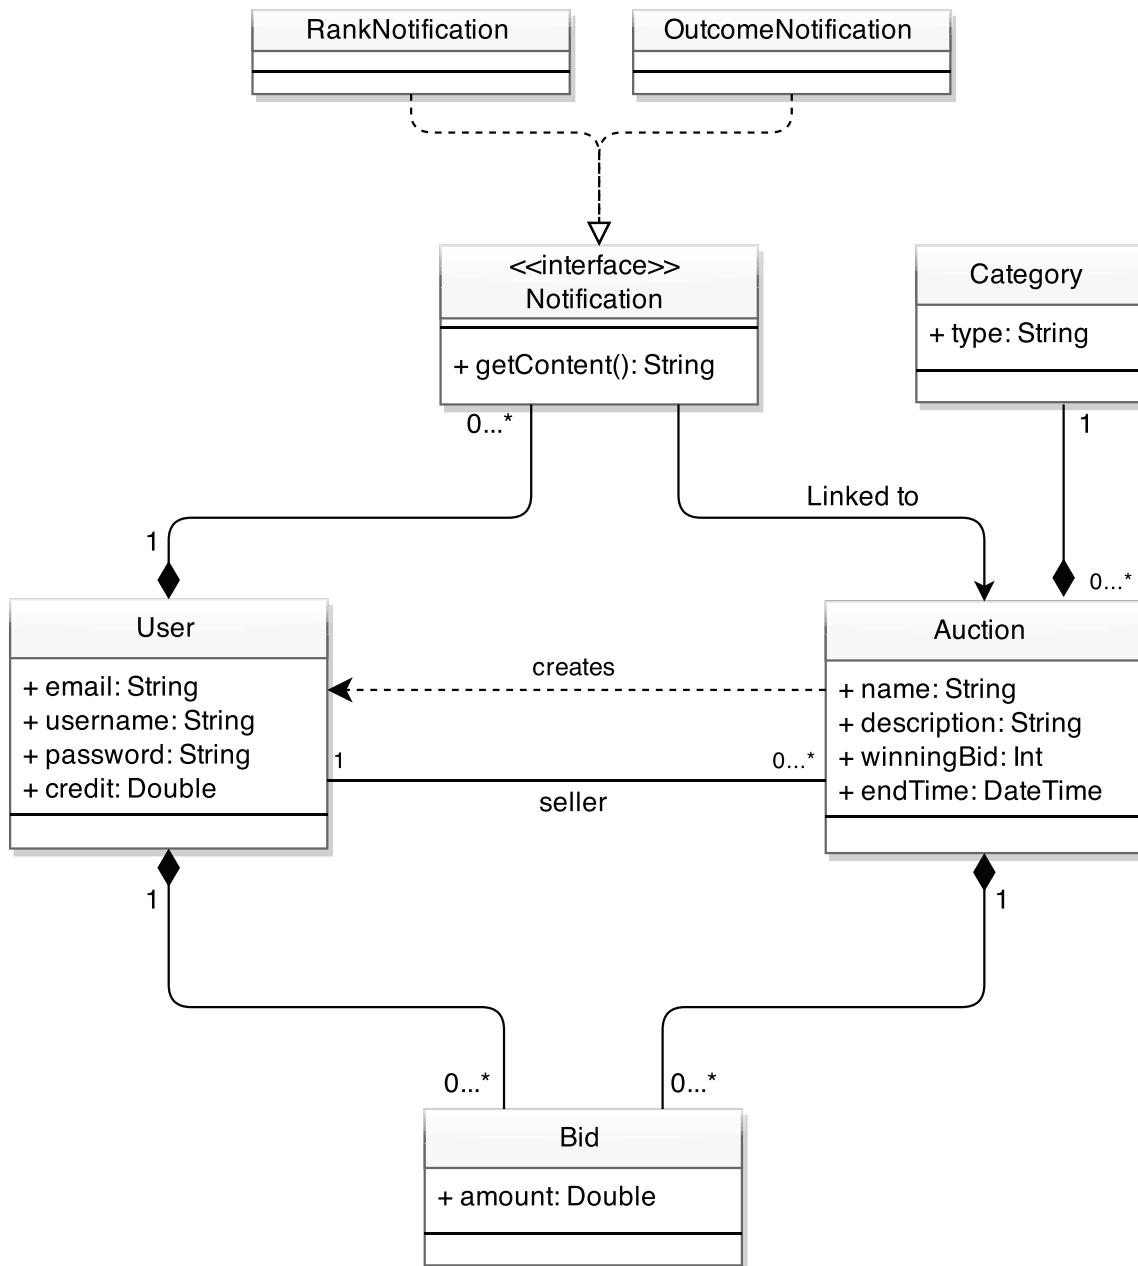 RankNotification
OutcomeNotification
<<interface>>
Notification
+ getContent(): String
Category
+ type: String
0...*
1
Linked to
1
0...*
User
+ email: String
+ username: String
+ password: String
+ credit: Double
creates
1
0...*
seller
Auction
+ name: String
+ description: String
+ winningBid: Int
+ endTime: DateTime
1
1
0...*
0...*
Bid
+ amount: Double